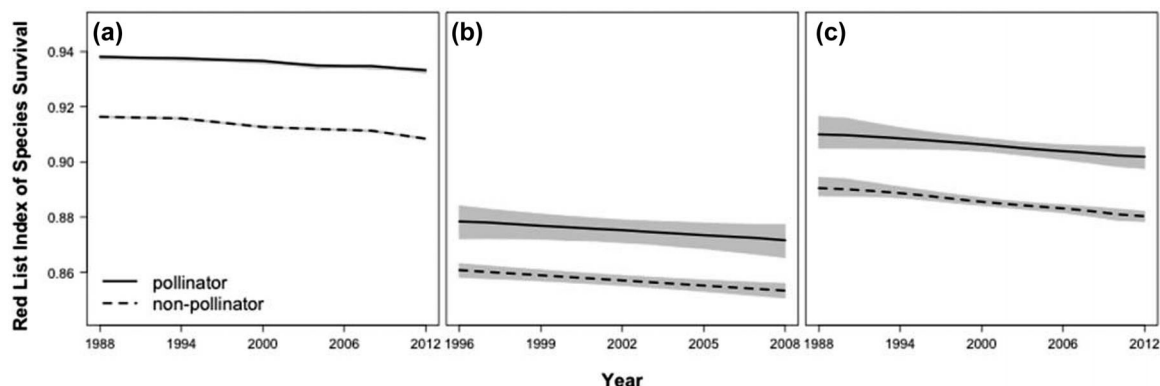 (a)
(b)
(c)
Red List Index of Species Survival
0.94
0.92
0.90
0.88
0.86
pollinator
non-pollinator
1988 1994 2000 2006 2012
1996 1999 2002 2005 2008
1988 1994 2000 2006 2012
Year